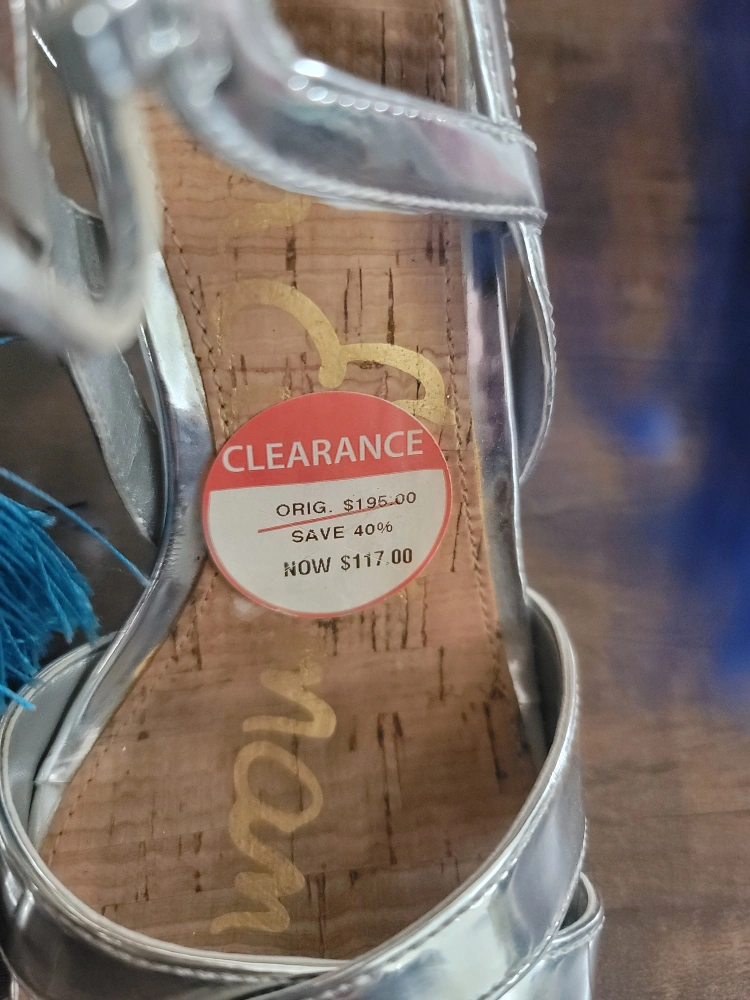 CLEARANCE
ORIG. $195.00
SAVE 40%
NOW $117.00